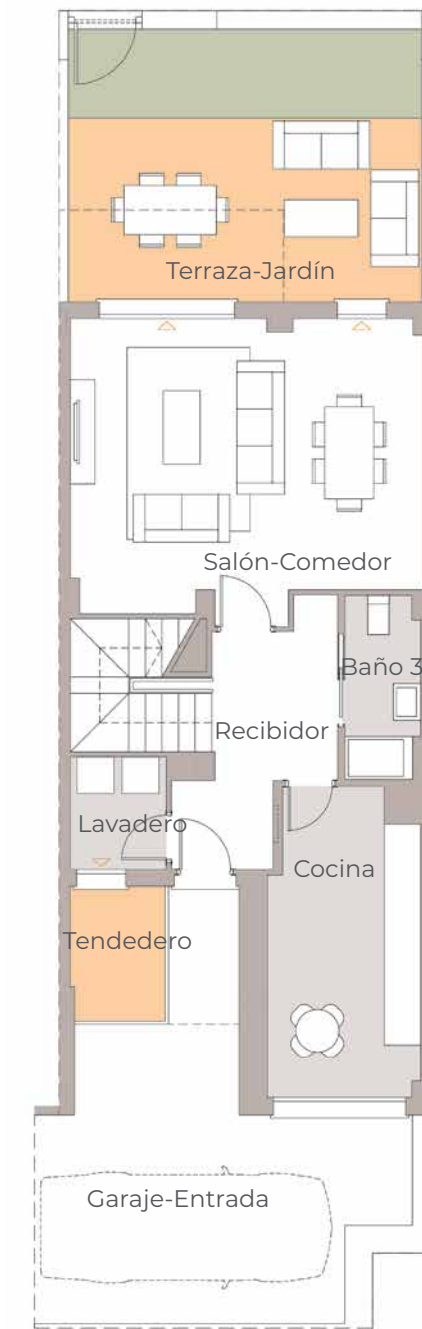 Terraza-Jardín
Salón-Comedor
Baño 3
Recibidor
Lavadero
Cocina
Tendedero
Garaje-Entrada